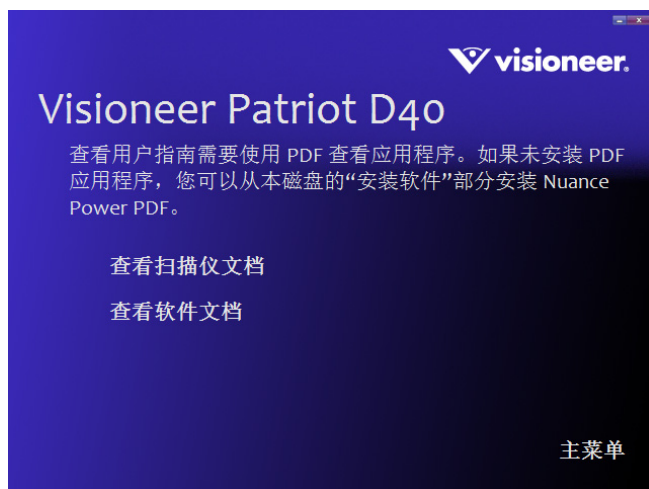 visioneer.
Visioneer Patriot D40
查看用户指南需要使用 PDF 查看应用程序。如果未安装 PDF
应用程序，您可以从本磁盘的“安装软件”部分安装 Nuance
Power PDF。
查看扫描仪文档
查看软件文档
主菜单